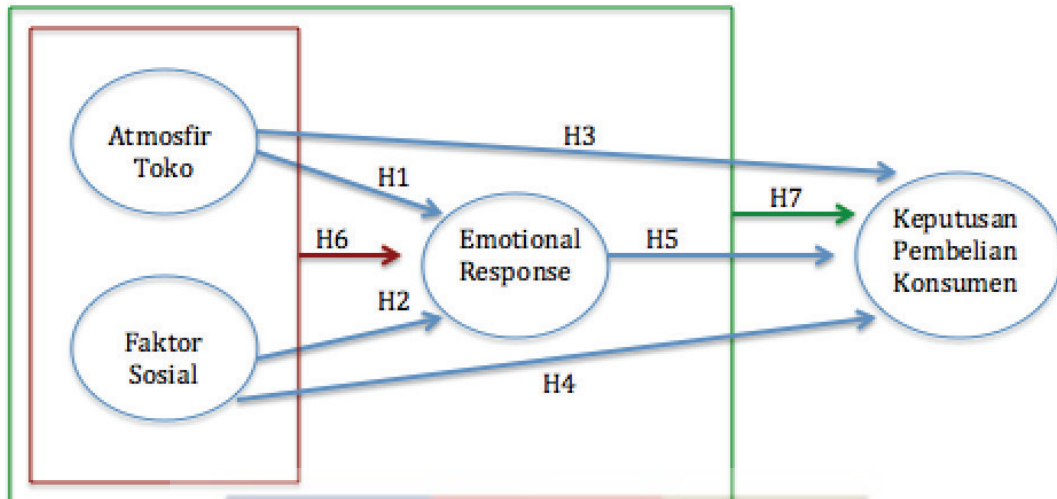 Atmosfir
Toko
H3
H1
H7
Keputusan
Pembelian
Konsumen
H6
Emotional
Response
H5
H2
Faktor
Sosial
H4